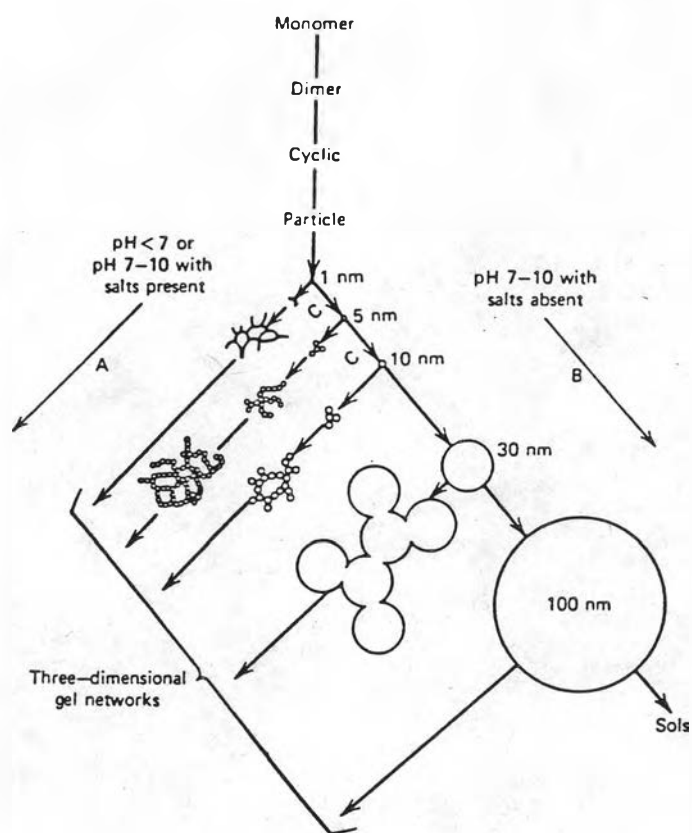 Monomer
Dimer
Cyclic
Particle
pH < 7 or
pH 7–10 with
salts present
A
1 nm
C
5 nm
C
10 nm
pH 7–10 with
salts absent
B
30 nm
100 nm
Three–dimensional
gel networks
Sols